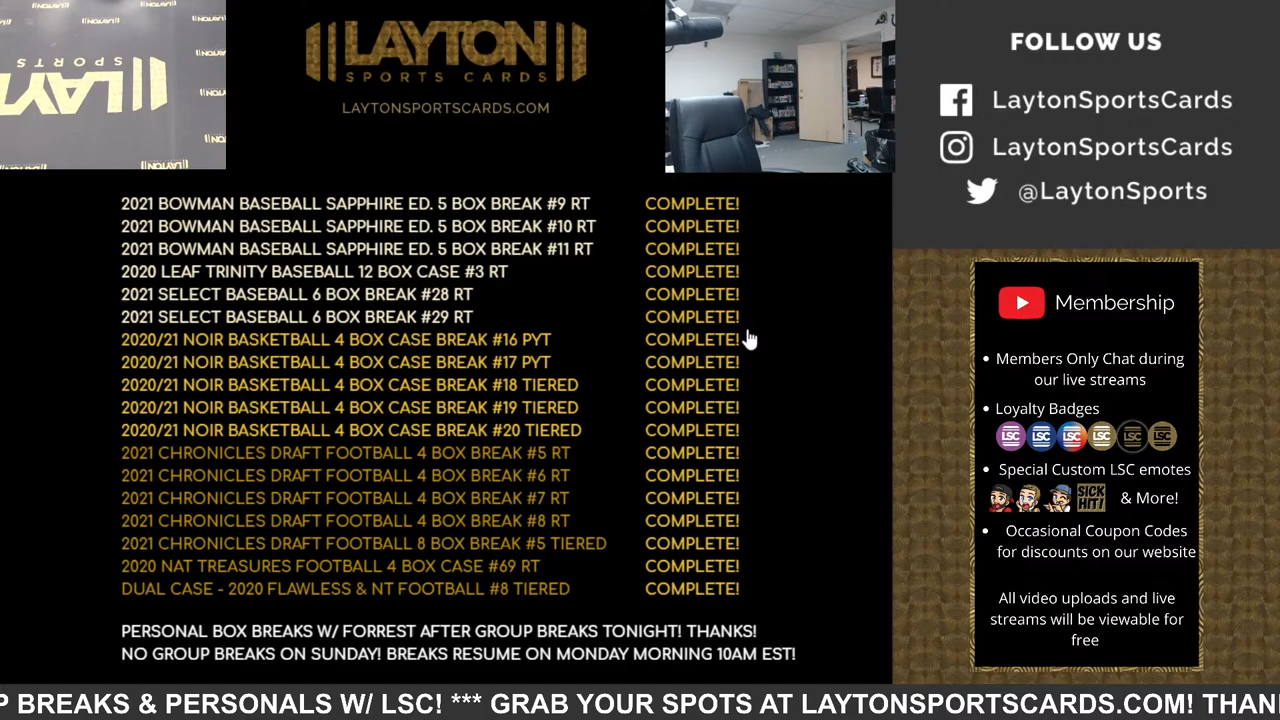 LAYTON
SPORTS CARDS
LAYTONSPORTSCARDS.COM
LAYTON
SPORTS
FOLLOW US
LaytonSportsCards
LaytonSportsCards
@LaytonSports
2021 BOWMAN BASEBALL SAPPHIRE ED. 5 BOX BREAK #9 RT COMPLETE!
2021 BOWMAN BASEBALL SAPPHIRE ED. 5 BOX BREAK #10 RT COMPLETE!
2021 BOWMAN BASEBALL SAPPHIRE ED. 5 BOX BREAK #11 RT COMPLETE!
2020 LEAF TRINITY BASEBALL 12 BOX CASE #3 RT COMPLETE!
2021 SELECT BASEBALL 6 BOX BREAK #28 RT COMPLETE!
2021 SELECT BASEBALL 6 BOX BREAK #29 RT COMPLETE!
2020/21 NOIR BASKETBALL 4 BOX CASE BREAK #16 PYT COMPLETE!
2020/21 NOIR BASKETBALL 4 BOX CASE BREAK #17 PYT COMPLETE!
2020/21 NOIR BASKETBALL 4 BOX CASE BREAK #18 TIERED COMPLETE!
2020/21 NOIR BASKETBALL 4 BOX CASE BREAK #19 TIERED COMPLETE!
2020/21 NOIR BASKETBALL 4 BOX CASE BREAK #20 TIERED COMPLETE!
2021 CHRONICLES DRAFT FOOTBALL 4 BOX BREAK #5 RT COMPLETE!
2021 CHRONICLES DRAFT FOOTBALL 4 BOX BREAK #6 RT COMPLETE!
2021 CHRONICLES DRAFT FOOTBALL 4 BOX BREAK #7 RT COMPLETE!
2021 CHRONICLES DRAFT FOOTBALL 4 BOX BREAK #8 RT COMPLETE!
2021 CHRONICLES DRAFT FOOTBALL 8 BOX BREAK #5 TIERED COMPLETE!
2020 NAT TREASURES FOOTBALL 4 BOX CASE #69 RT COMPLETE!
DUAL CASE - 2020 FLAWLESS & NT FOOTBALL #8 TIERED COMPLETE!
PERSONAL BOX BREAKS W/ FORREST AFTER GROUP BREAKS TONIGHT! THANKS!
NO GROUP BREAKS ON SUNDAY! BREAKS RESUME ON MONDAY MORNING 10AM EST!
Membership
• Members Only Chat during
our live streams
• Loyalty Badges
LSC LSC LSC LSC LSC LSC
• Special Custom LSC emotes
SICK HIT! & More!
• Occasional Coupon Codes
for discounts on our website
All video uploads and live
streams will be viewable for
free
P BREAKS & PERSONALS W/ LSC! *** GRAB YOUR SPOTS AT LAYTONSPORTSCARDS.COM! THAN